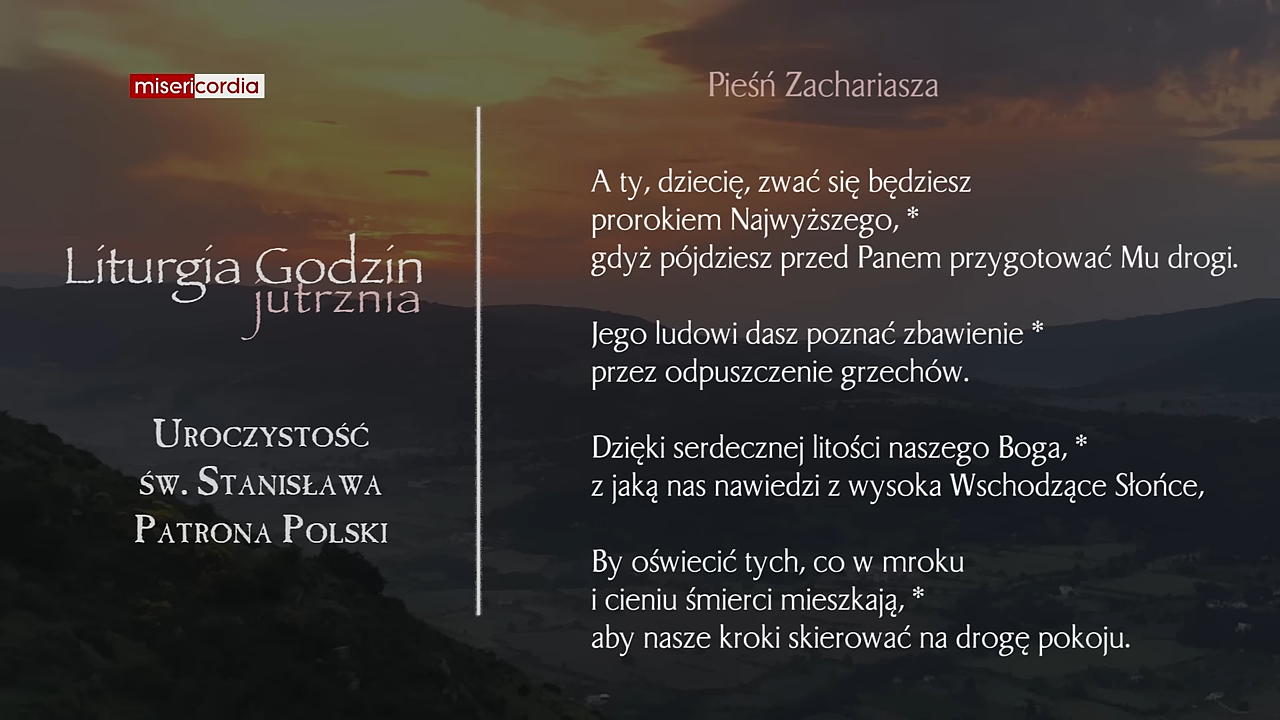 misericordia
Liturgia Godzin
jutrznia
Uroczystość
św. Stanisława
Patrona Polski
Pieśń Zachariasza
A ty, dziecię, zwać się będziesz
prorokiem Najwyższego, *
gdyż pójdziesz przed Panem przygotować Mu drogi.
Jego ludowi dasz poznać zbawienie *
przez odpuszczenie grzechów.
Dzięki serdecznej litości naszego Boga, *
z jaką nas nawiedzi z wysoka Wschodzące Słońce,
By oświecić tych, co w mroku
i cieniu śmierci mieszkają, *
aby nasze kroki skierować na drogę pokoju.